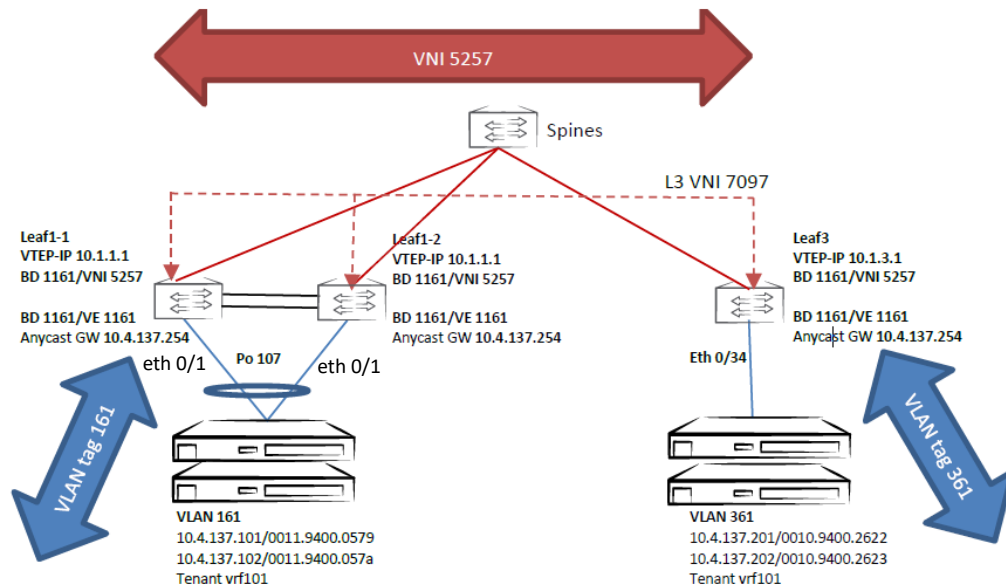 VNI 5257
Spines
L3 VNI 7097
Leaf1-1
VTEP-IP 10.1.1.1
BD 1161/VNI 5257
BD 1161/VE 1161
Anycast GW 10.4.137.254
Leaf1-2
VTEP-IP 10.1.1.1
BD 1161/VNI 5257
BD 1161/VE 1161
Anycast GW 10.4.137.254
Leaf3
VTEP-IP 10.1.3.1
BD 1161/VNI 5257
BD 1161/VE 1161
Anycast GW 10.4.137.254
eth 0/1
Po 107
eth 0/1
Eth 0/34
VLAN tag 161
VLAN tag 361
VLAN 161
10.4.137.101/0011.9400.0579
10.4.137.102/0011.9400.057a
Tenant vrf101
VLAN 361
10.4.137.201/0010.9400.2622
10.4.137.202/0010.9400.2623
Tenant vrf101